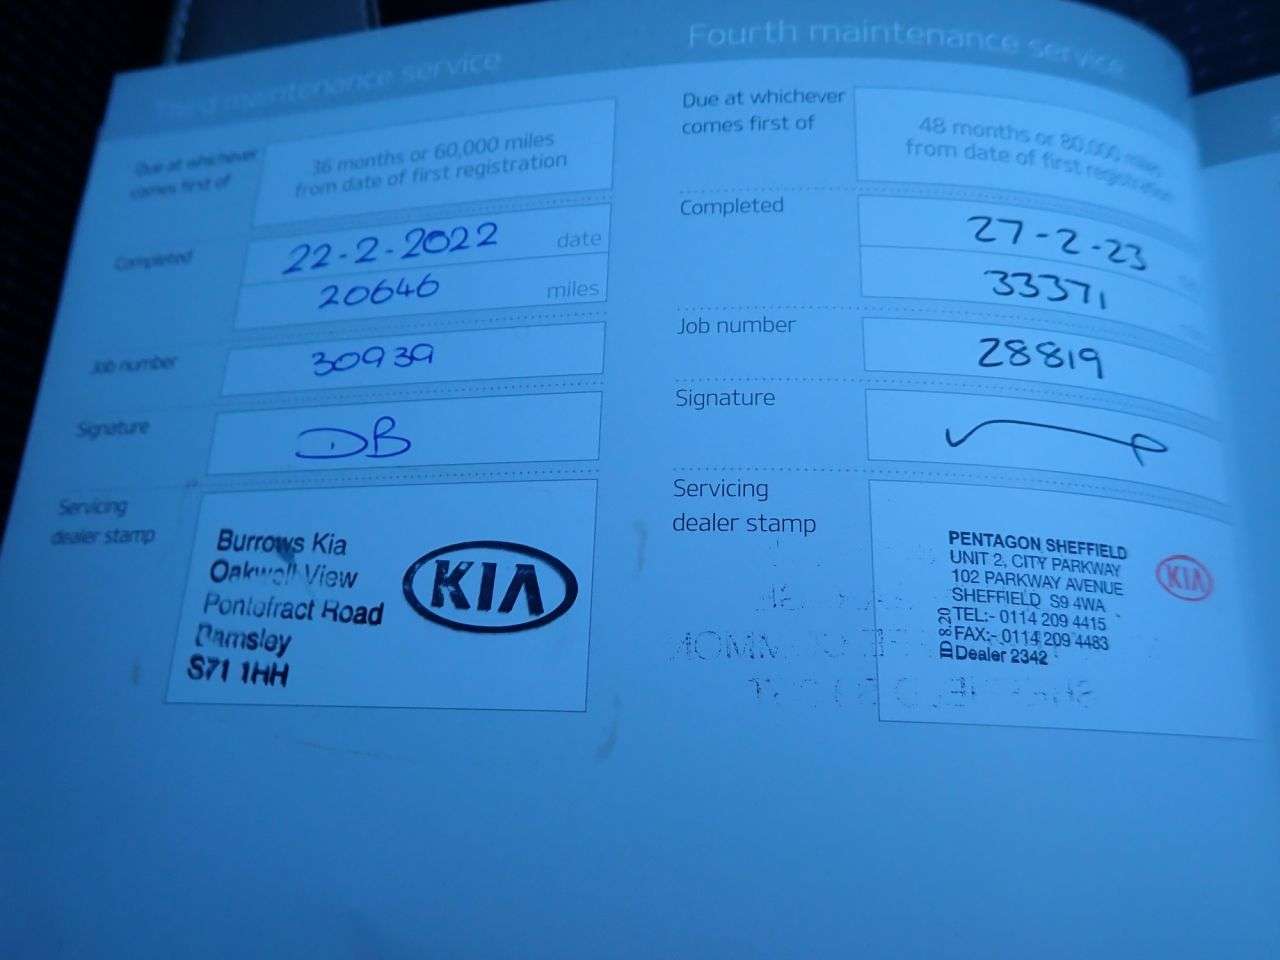 Third maintenance service
Due at whichever
comes first of
36 months or 60,000 miles
from date of first registration
Completed
22-2-2022 date
20646 miles
Job number
30939
Signature
DB
Servicing
dealer stamp
Burrows Kia
Oakwell View
Pontefract Road
Barnsley
S71 1HH
KIA
Fourth maintenance service
Due at whichever
comes first of
48 months or 80,000 miles
from date of first registration
Completed
27-2-23
33371
Job number
28819
Signature
Servicing
dealer stamp
PENTAGON SHEFFIELD
UNIT 2, CITY PARKWAY
102 PARKWAY AVENUE
SHEFFIELD S9 4WA
TEL:- 0114 209 4415
FAX:- 0114 209 4483
Dealer 2342
KIA